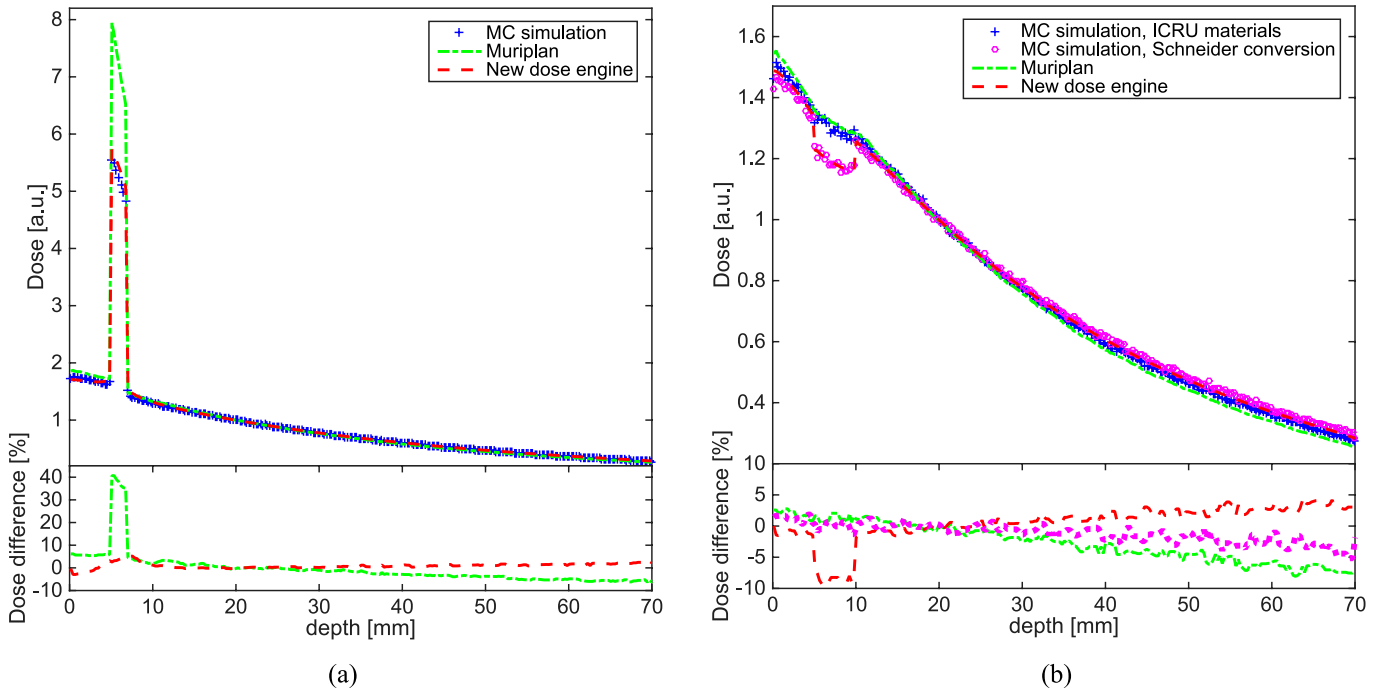 8
7
6
5
4
3
2
1
Dose [a.u.]
MC simulation
Muriplan
New dose engine
40
30
20
10
0
-10
Dose difference [%]
0
10
20
30
40
50
60
70
depth [mm]
(a)
1.6
1.4
1.2
1
0.8
0.6
0.4
Dose [a.u.]
MC simulation, ICRU materials
MC simulation, Schneider conversion
Muriplan
New dose engine
10
5
0
-5
-10
Dose difference [%]
0
10
20
30
40
50
60
70
depth [mm]
(b)